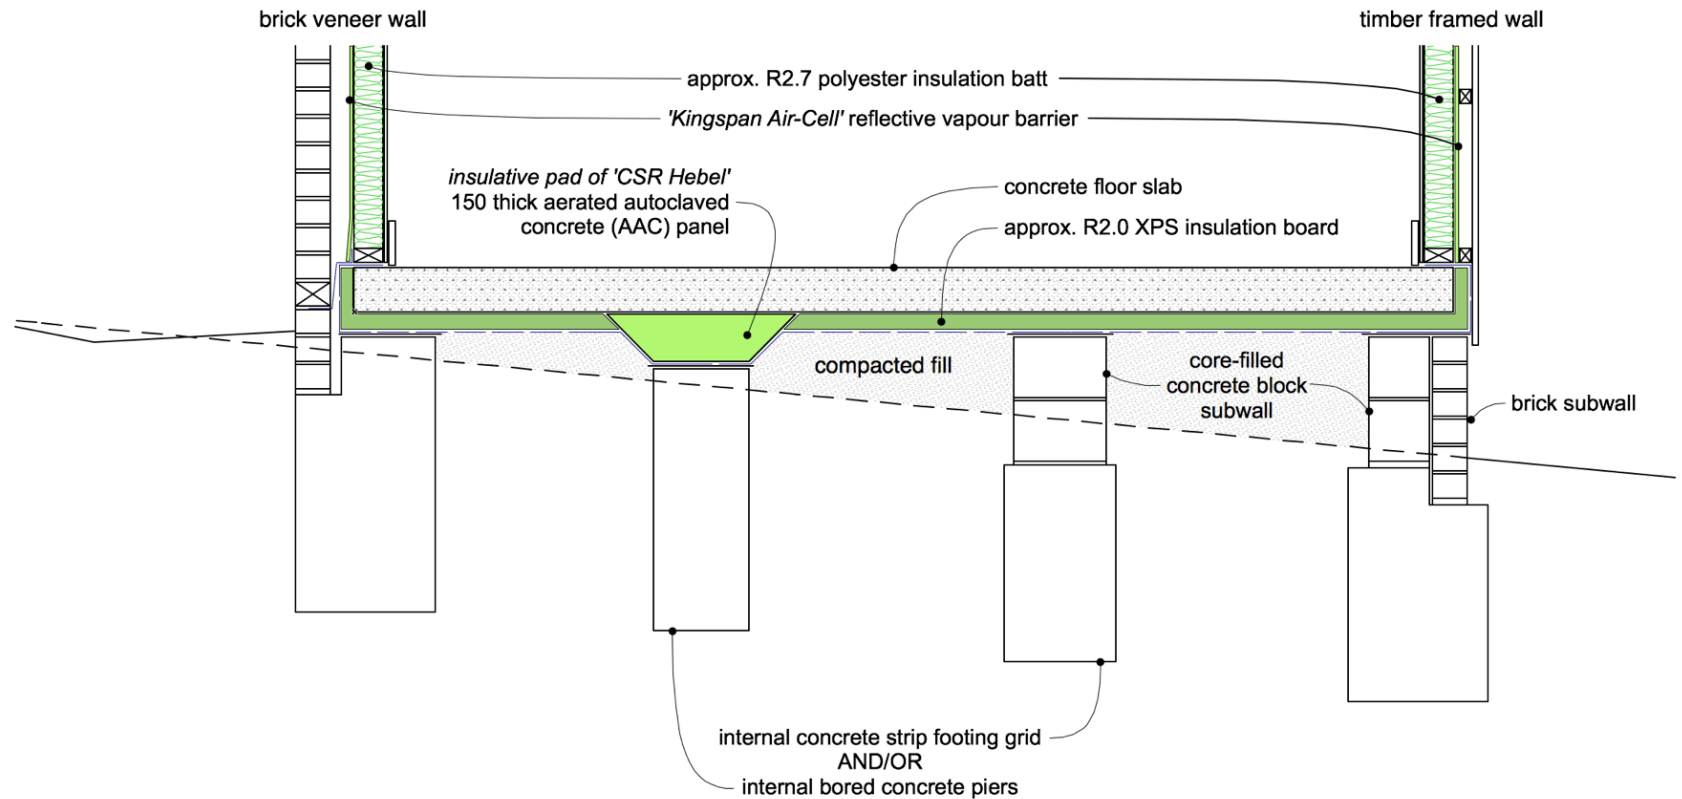 brick veneer wall
timber framed wall
approx. R2.7 polyester insulation batt
'Kingspan Air-Cell' reflective vapour barrier
insulative pad of 'CSR Hebel'
150 thick aerated autoclaved
concrete (AAC) panel
concrete floor slab
approx. R2.0 XPS insulation board
compacted fill
core-filled
concrete block
subwall
brick subwall
internal concrete strip footing grid
AND/OR
internal bored concrete piers